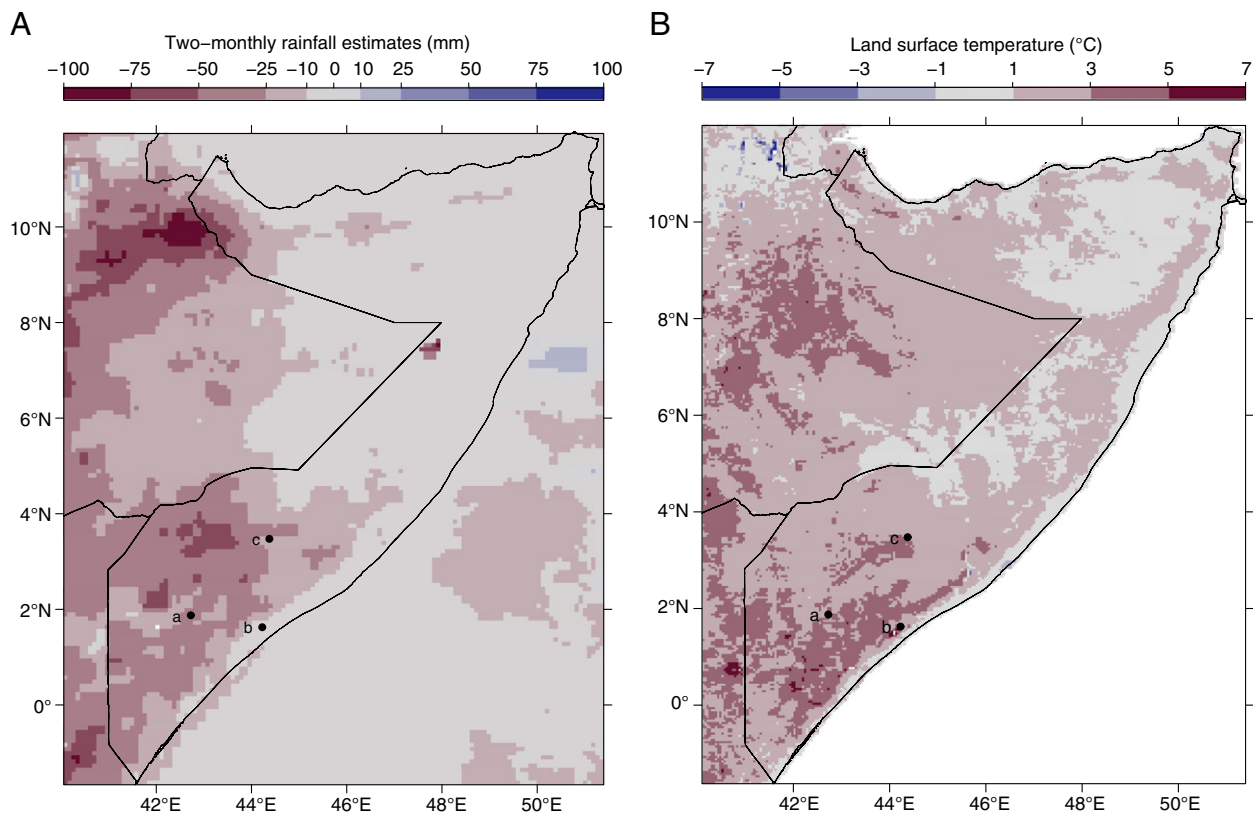 A
Two−monthly rainfall estimates (mm)
−100 −75 −50 −25 −10 0 10 25 50 75 100
10°N
8°N
6°N
4°N
2°N
0°
c
a
b
42°E 44°E 46°E 48°E 50°E
B
Land surface temperature (°C)
−7 −5 −3 −1 1 3 5 7
10°N
8°N
6°N
4°N
2°N
0°
c
a
b
42°E 44°E 46°E 48°E 50°E